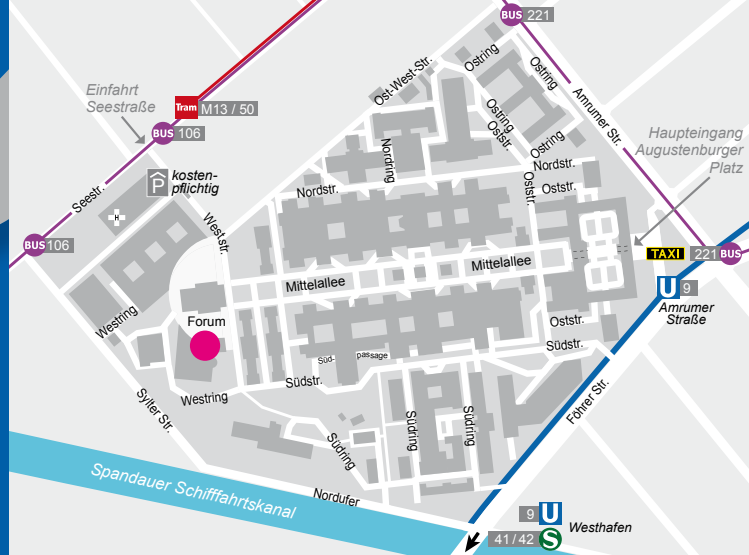 BUS 221
Ostring
Ost-West-Str.
Ostring
Einfahrt
Seestraße
Tram M13 / 50
Amrumer Str.
Ostring
Oststr.
BUS 106
Haupteingang
Augustenburger
Platz
Ostring
Nordring
Nordstr.
P
kosten-
pflichtig
Nordstr.
Oststr.
Oststr.
Seestr.
H
Weststr.
BUS 106
TAXI
221 BUS
Mittelallee
Mittelallee
U 9
Amrumer
Straße
Westring
Forum
Oststr.
Südstr.
Süd-
passage
Südstr.
Westring
Sylter Str.
Föhrer Str.
Südring
Südring
Südring
Spandauer Schifffahrtskanal
Nordufer
9 U
Westhafen
41 / 42 S